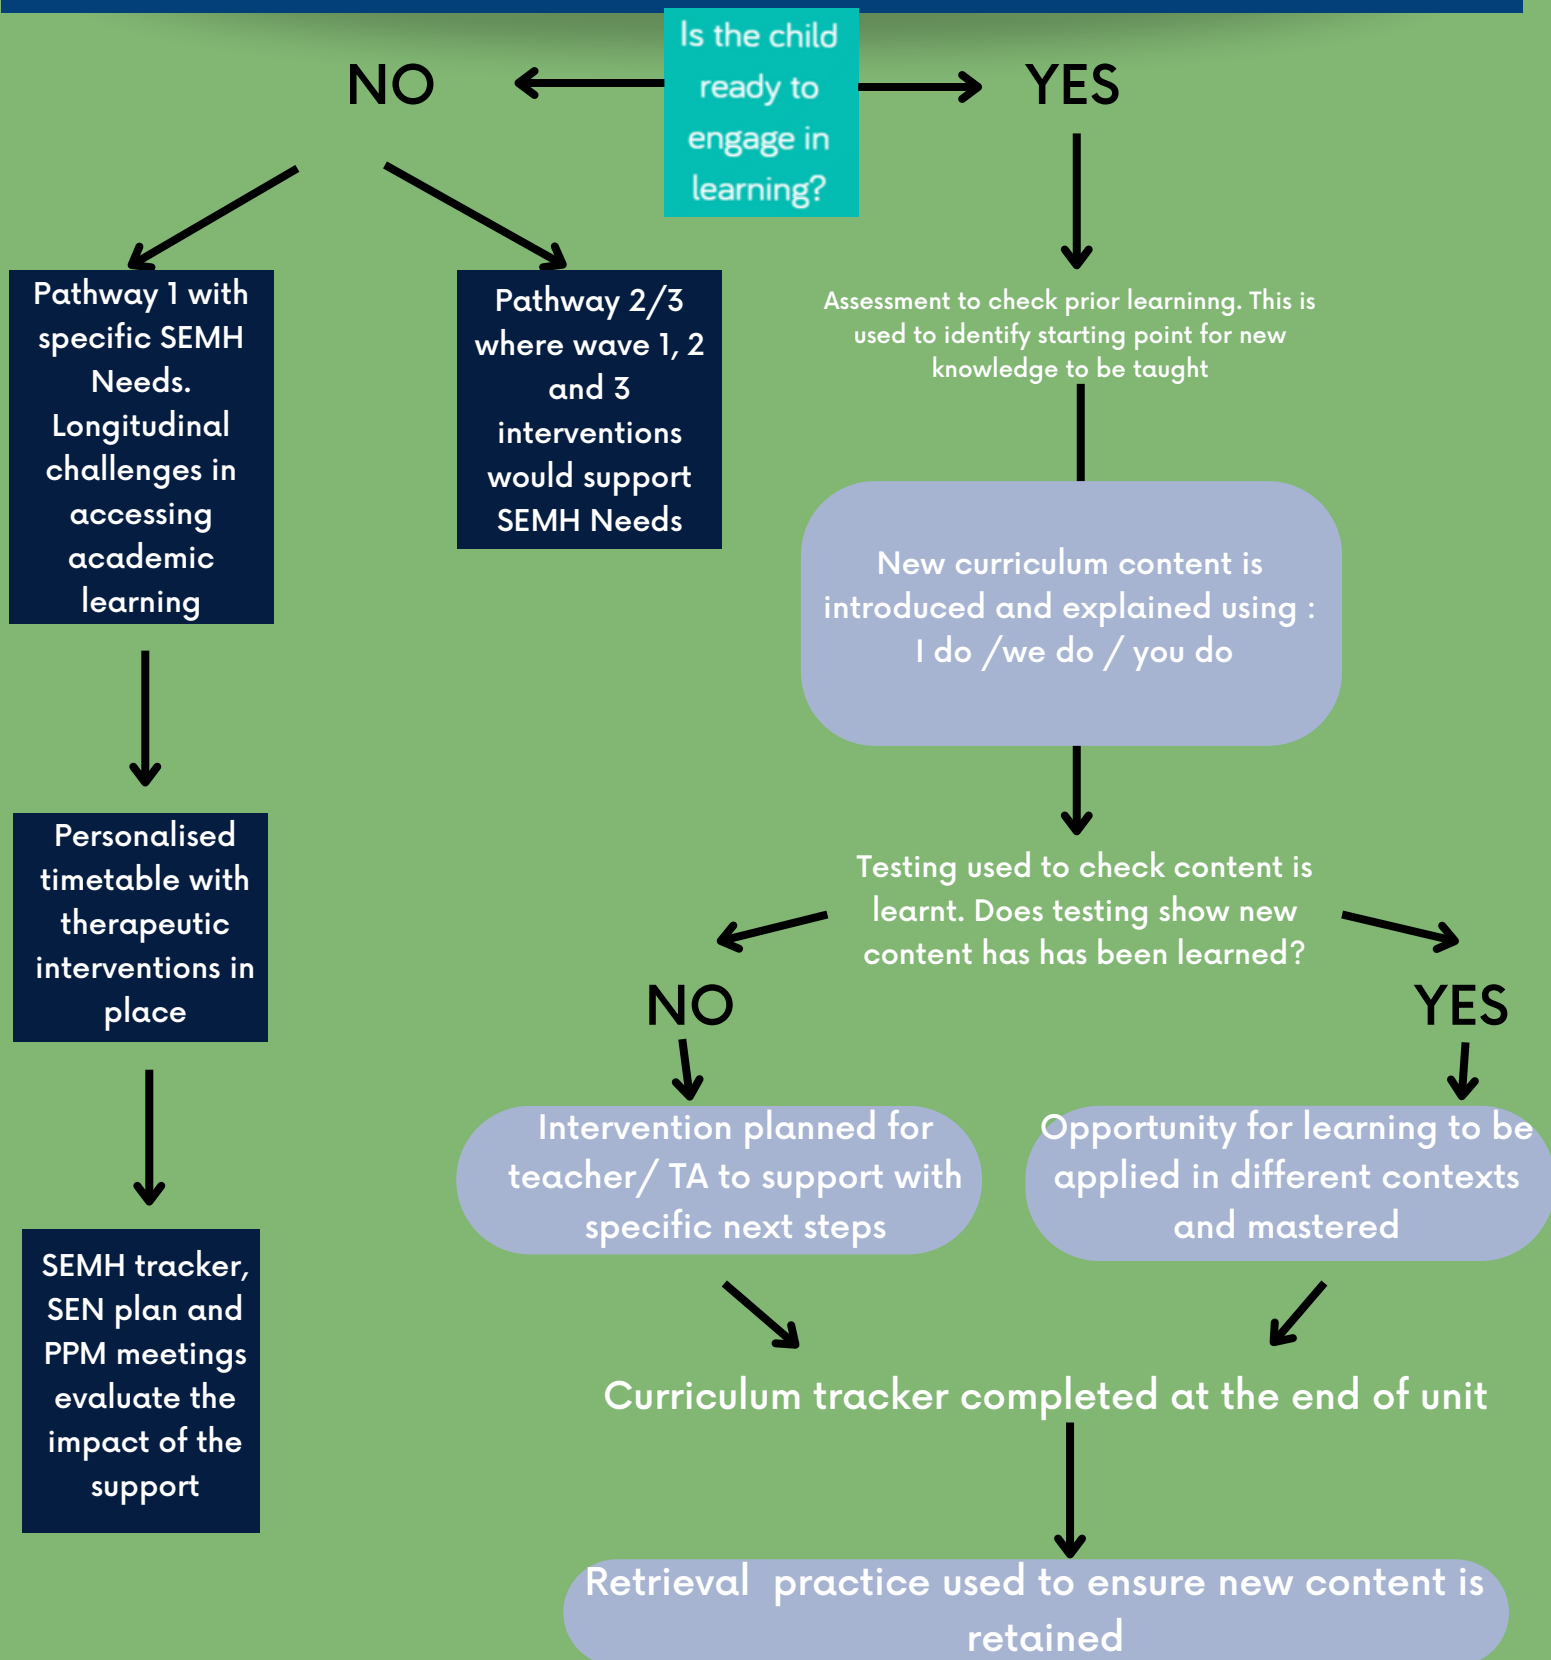 Is the child
ready to
engage in
learning?
NO
YES
Pathway 1 with
specific SEMH
Needs.
Longitudinal
challenges in
accessing
academic
learning
Pathway 2/3
where wave 1, 2
and 3
interventions
would support
SEMH Needs
Assessment to check prior learninng. This is
used to identify starting point for new
knowledge to be taught
New curriculum content is
introduced and explained using :
I do /we do / you do
Personalised
timetable with
therapeutic
interventions in
place
Testing used to check content is
learnt. Does testing show new
content has has been learned?
NO
YES
Intervention planned for
teacher/ TA to support with
specific next steps
Opportunity for learning to be
applied in different contexts
and mastered
SEMH tracker,
SEN plan and
PPM meetings
evaluate the
impact of the
support
Curriculum tracker completed at the end of unit
Retrieval  practice used to ensure new content is
retained